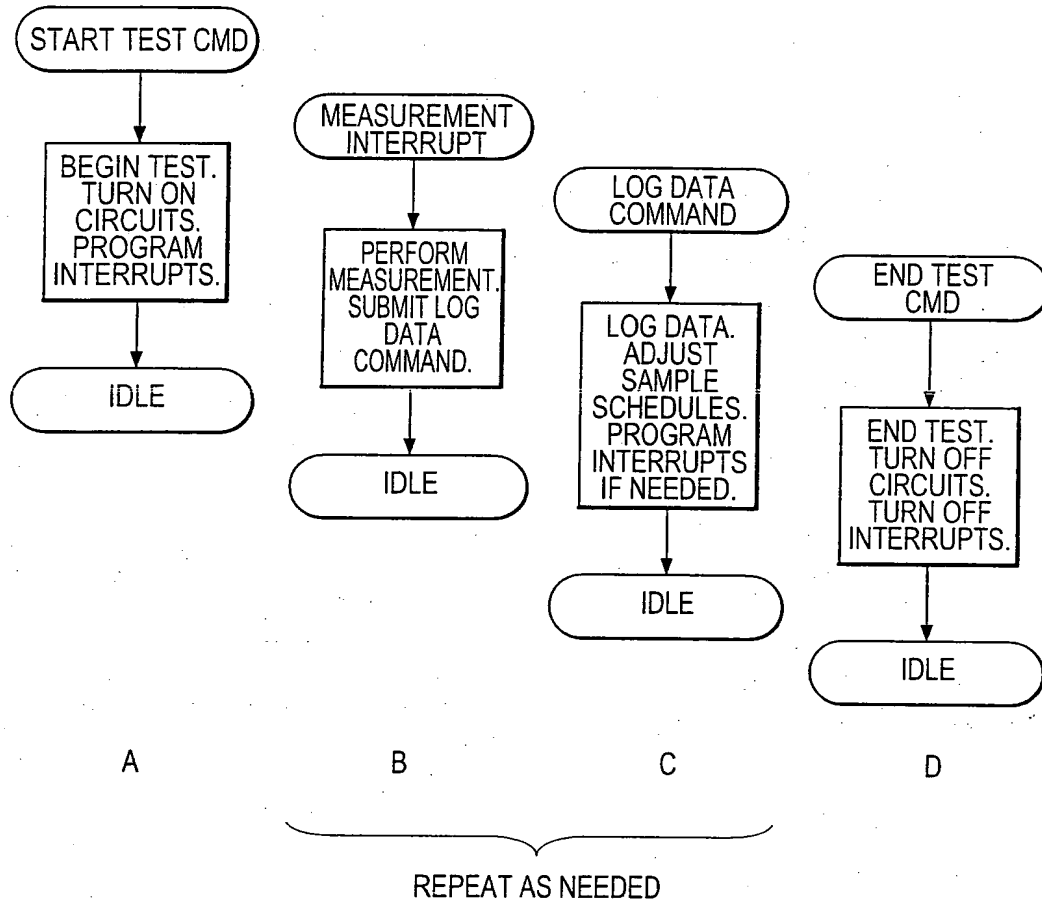 START TEST CMD
BEGIN TEST.
TURN ON
CIRCUITS.
PROGRAM
INTERRUPTS.
IDLE
MEASUREMENT
INTERRUPT
PERFORM
MEASUREMENT.
SUBMIT LOG
DATA
COMMAND.
IDLE
LOG DATA
COMMAND
LOG DATA.
ADJUST
SAMPLE
SCHEDULES.
PROGRAM
INTERRUPTS
IF NEEDED.
IDLE
END TEST
CMD
END TEST.
TURN OFF
CIRCUITS.
TURN OFF
INTERRUPTS.
IDLE
A
B
C
D
REPEAT AS NEEDED